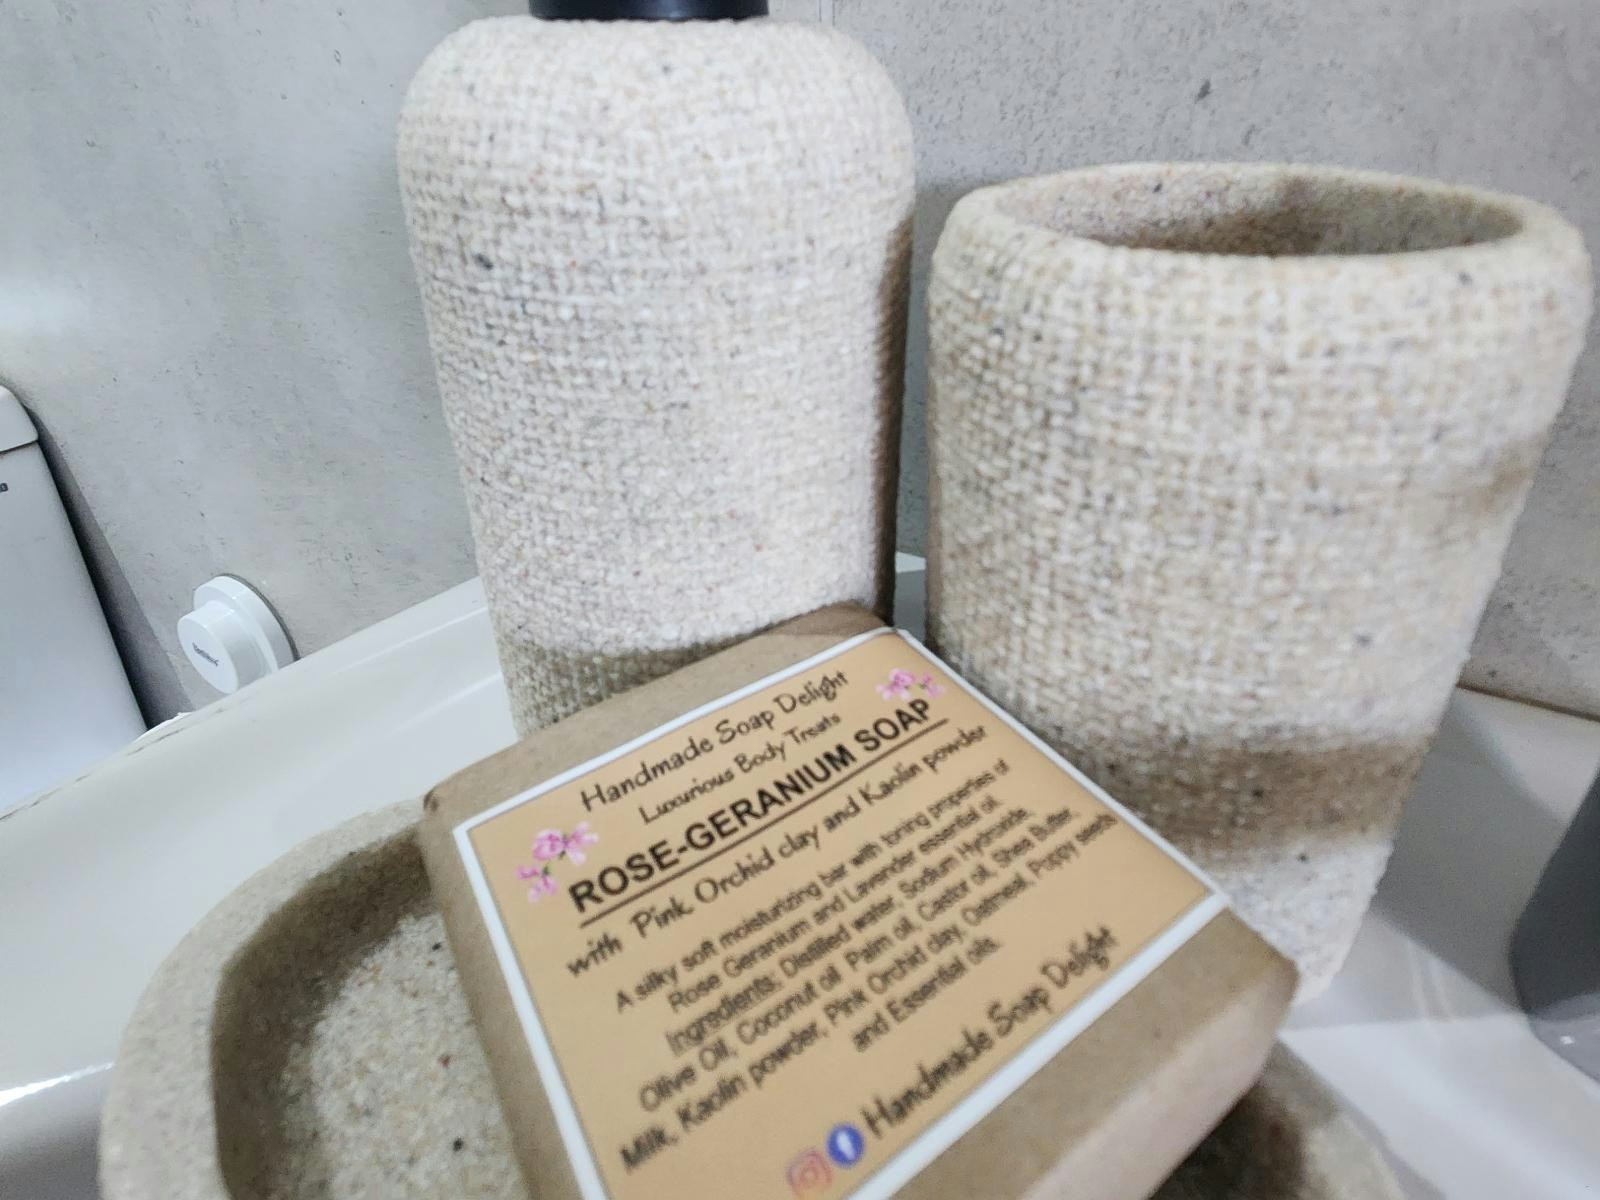 Handmade Soap Delight
Luxurious Body Treats
ROSE-GERANIUM SOAP
with Pink Orchid clay and Kaolin powder
A silky soft moisturizing bar with toning properties of
Rose Geranium and Lavender essential oil.
Ingredients: Distilled water, Sodium Hydroxide,
Olive Oil, Coconut oil Palm oil, Castor oil, Shea Butter,
Milk, Kaolin powder, Pink Orchid clay, Oatmeal, Poppy seeds
and Essential oils.
Handmade Soap Delight